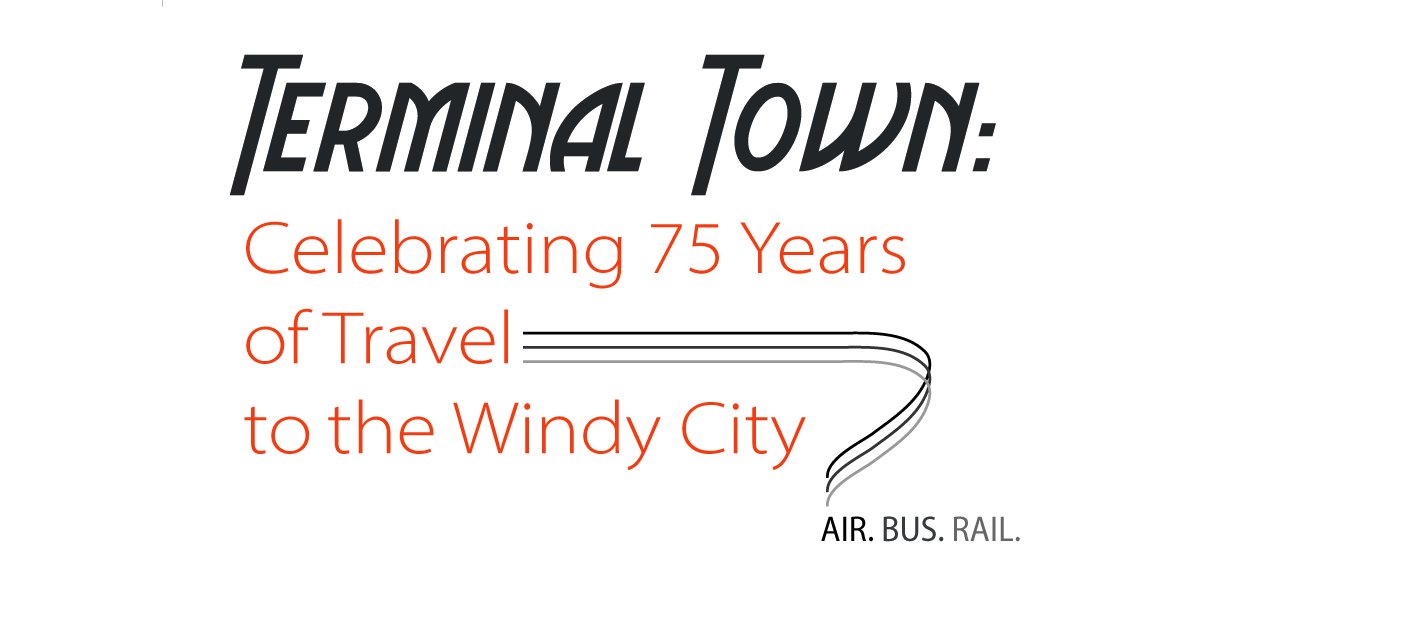 TERMINAL TOWN:
Celebrating 75 Years
of Travel
to the Windy City
AIR. BUS. RAIL.